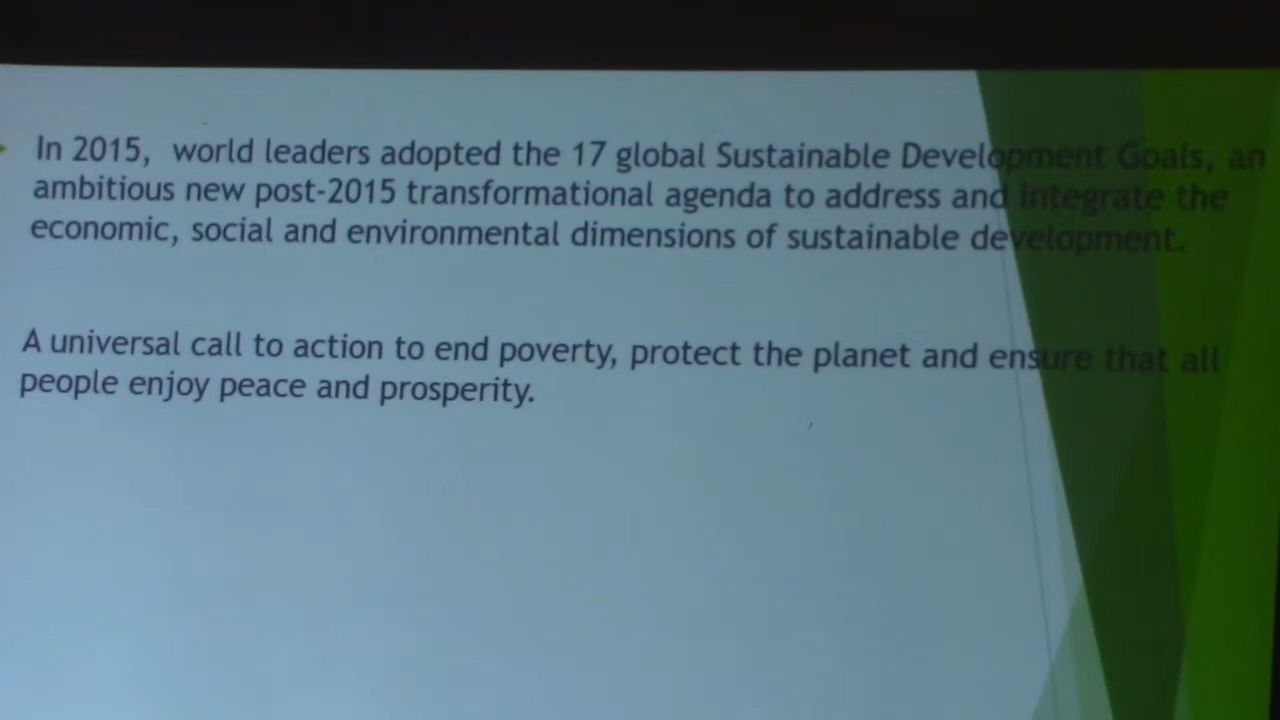 In 2015, world leaders adopted the 17 global Sustainable Development Goals, an
ambitious new post-2015 transformational agenda to address and integrate the
economic, social and environmental dimensions of sustainable development.
A universal call to action to end poverty, protect the planet and ensure that all
people enjoy peace and prosperity.